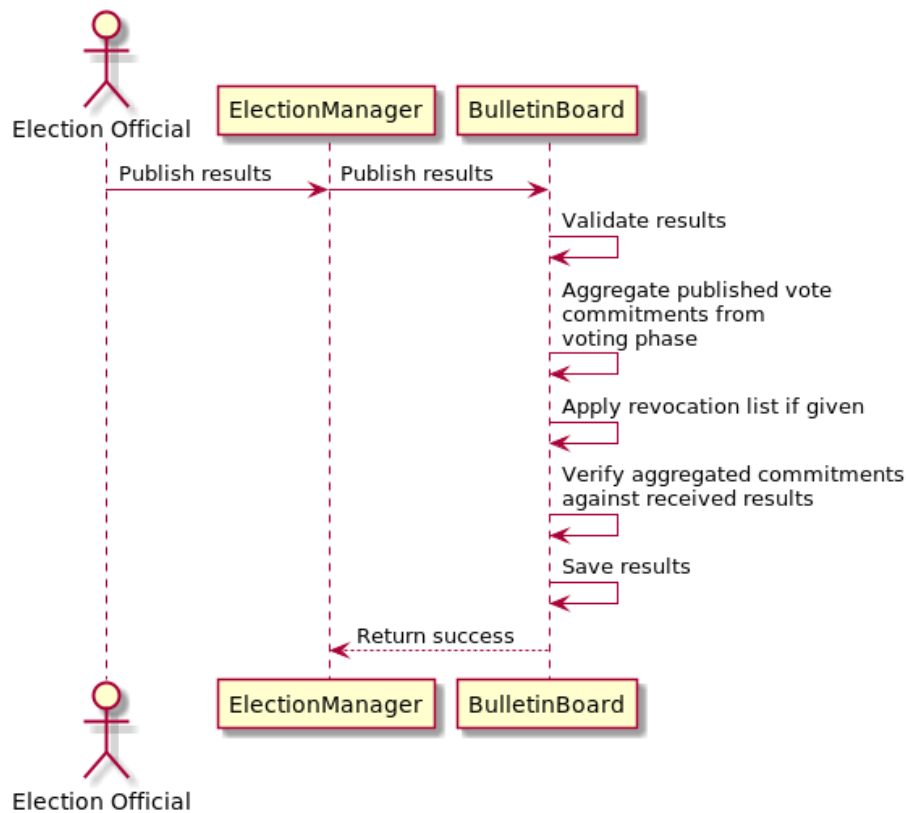 Election Official
ElectionManager
BulletinBoard
Publish results
Publish results
Validate results
Aggregate published vote
commitments from
voting phase
Apply revocation list if given
Verify aggregated commitments
against received results
Save results
Return success
ElectionManager
BulletinBoard
Election Official